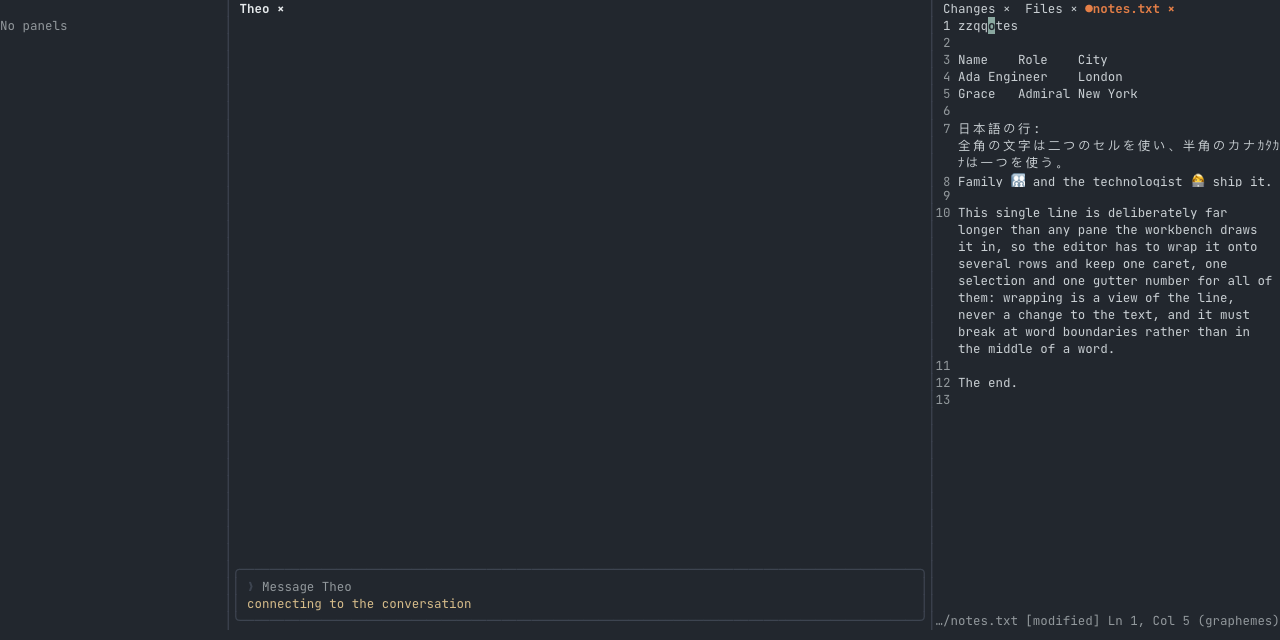 No panels
Theo ×
) Message Theo
connecting to the conversation
Changes × Files × ●notes.txt ×
1 zzqqotes
2
3 Name Role City
4 Ada Engineer London
5 Grace Admiral New York
6
7 日本語の行:
全角の文字は二つのセルを使い、半角のカナｶﾀｶ
ﾅは一つを使う。
8 Family 👪 and the technologist 👩‍💻 ship it.
9
10 This single line is deliberately far
longer than any pane the workbench draws
it in, so the editor has to wrap it onto
several rows and keep one caret, one
selection and one gutter number for all of
them: wrapping is a view of the line,
never a change to the text, and it must
break at word boundaries rather than in
the middle of a word.
11
12 The end.
13
…/notes.txt [modified] Ln 1, Col 5 (graphemes)